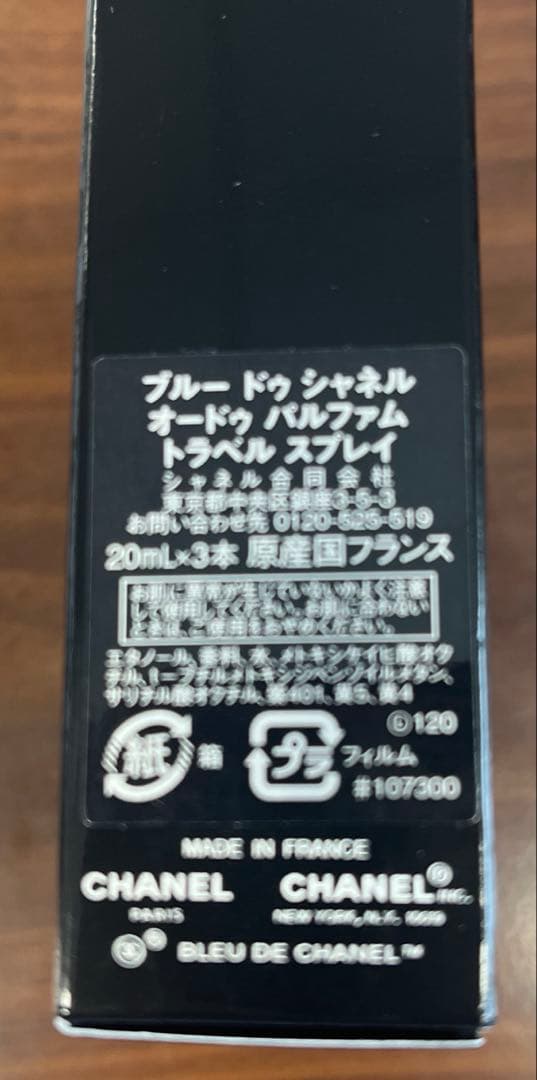 ブルー ドゥ シャネル
オードゥ パルファム
トラベル スプレイ
シャネル合同会社
東京都中央区銀座3-5-3
お問い合わせ先 0120-525-519
20mL×3本 原産国フランス
お肌に異常が生じていないかよく注意
して使用してください。お肌に合わない
ときは、ご使用をおやめください。
エタノール、香料、水、メトキシケイヒ酸オク
チル、t-ブチルメトキシジベンゾイルメタン、
サリチル酸オクチル、
黄5、黄4
120
紙 箱
プラ フィルム
#107300
MADE IN FRANCE
CHANEL CHANEL® INC.
PARIS NEW YORK, N.Y. 10019
® BLEU DE CHANEL™